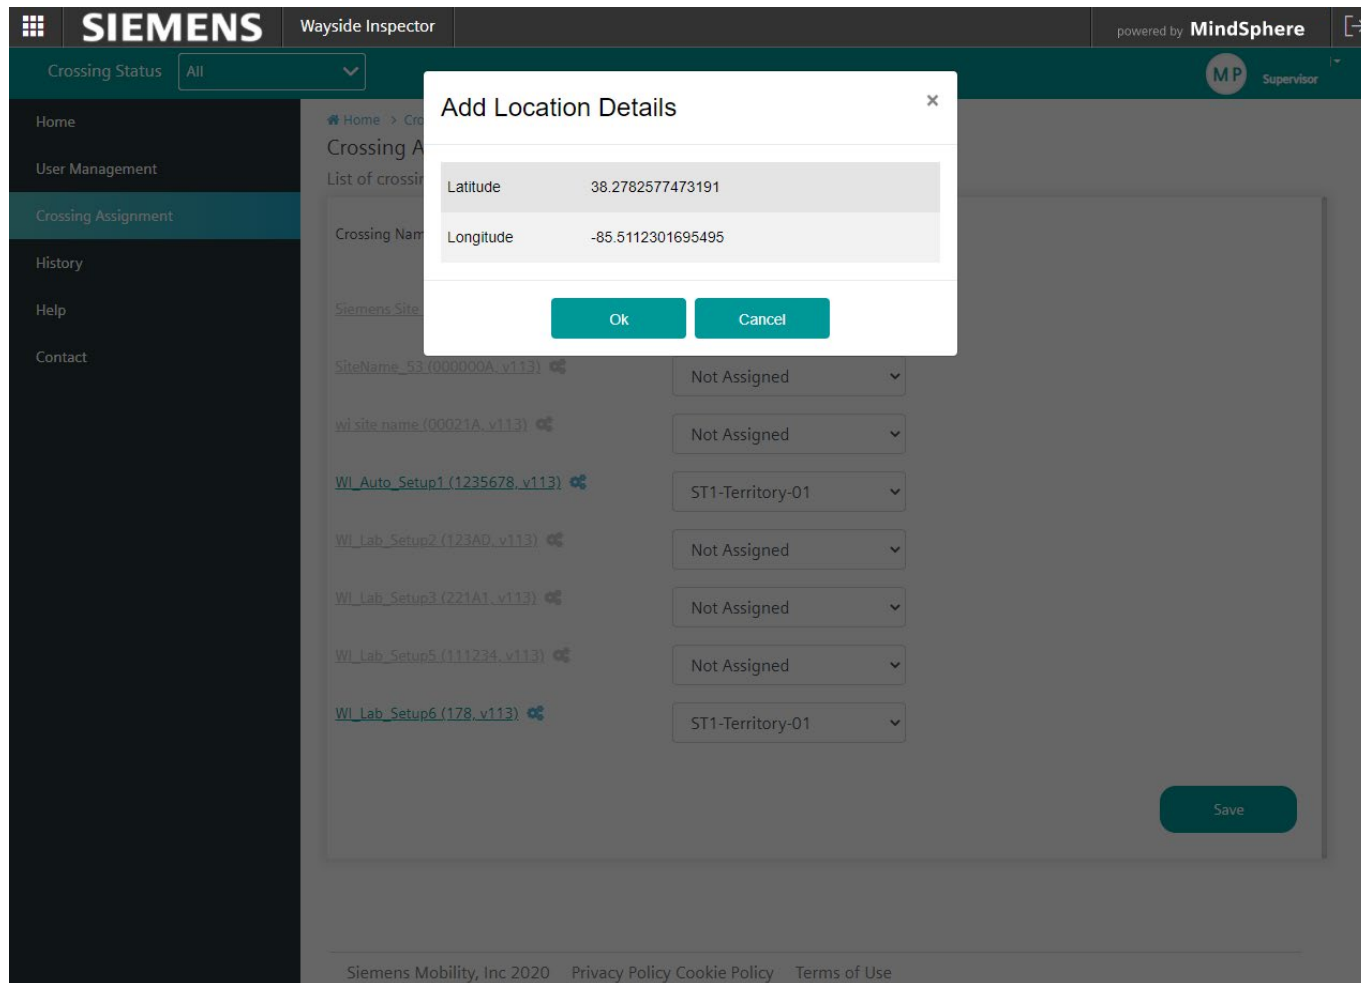 SIEMENS Wayside Inspector powered by MindSphere
Crossing Status All MP Supervisor
Home
User Management
Crossing Assignment
History
Help
Contact
Home > Cro
Crossing A
List of crossin
Add Location Details ×
Latitude 38.2782577473191
Longitude -85.5112301695495
Ok Cancel
Crossing Nam
Siemens Site
SiteName_53 (000000A, v113) Not Assigned
wi site name (00021A, v113) Not Assigned
WI_Auto_Setup1 (1235678, v113) ST1-Territory-01
WI_Lab_Setup2 (123AD, v113) Not Assigned
WI_Lab_Setup3 (221A1, v113) Not Assigned
WI_Lab_Setup5 (111234, v113) Not Assigned
WI_Lab_Setup6 (178, v113) ST1-Territory-01
Save
Siemens Mobility, Inc 2020 Privacy Policy Cookie Policy Terms of Use